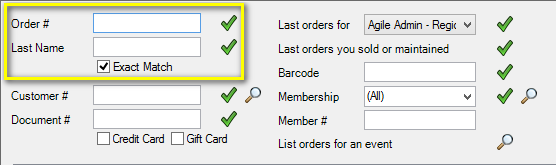 Order #
Last Name
Exact Match
Customer #
Document #
Credit Card Gift Card
Last orders for Agile Admin - Regic
Last orders you sold or maintained
Barcode
Membership (All)
Member #
List orders for an event